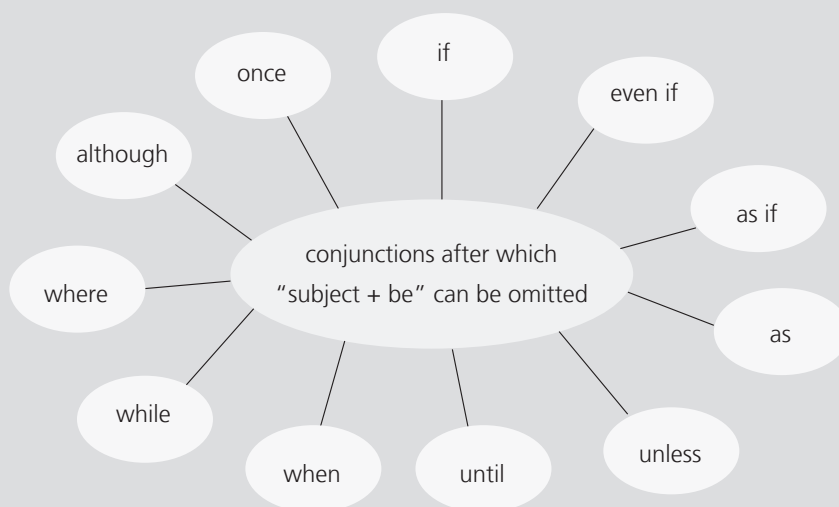 if
once
even if
although
as if
conjunctions after which
“subject + be” can be omitted
where
as
while
unless
when
until